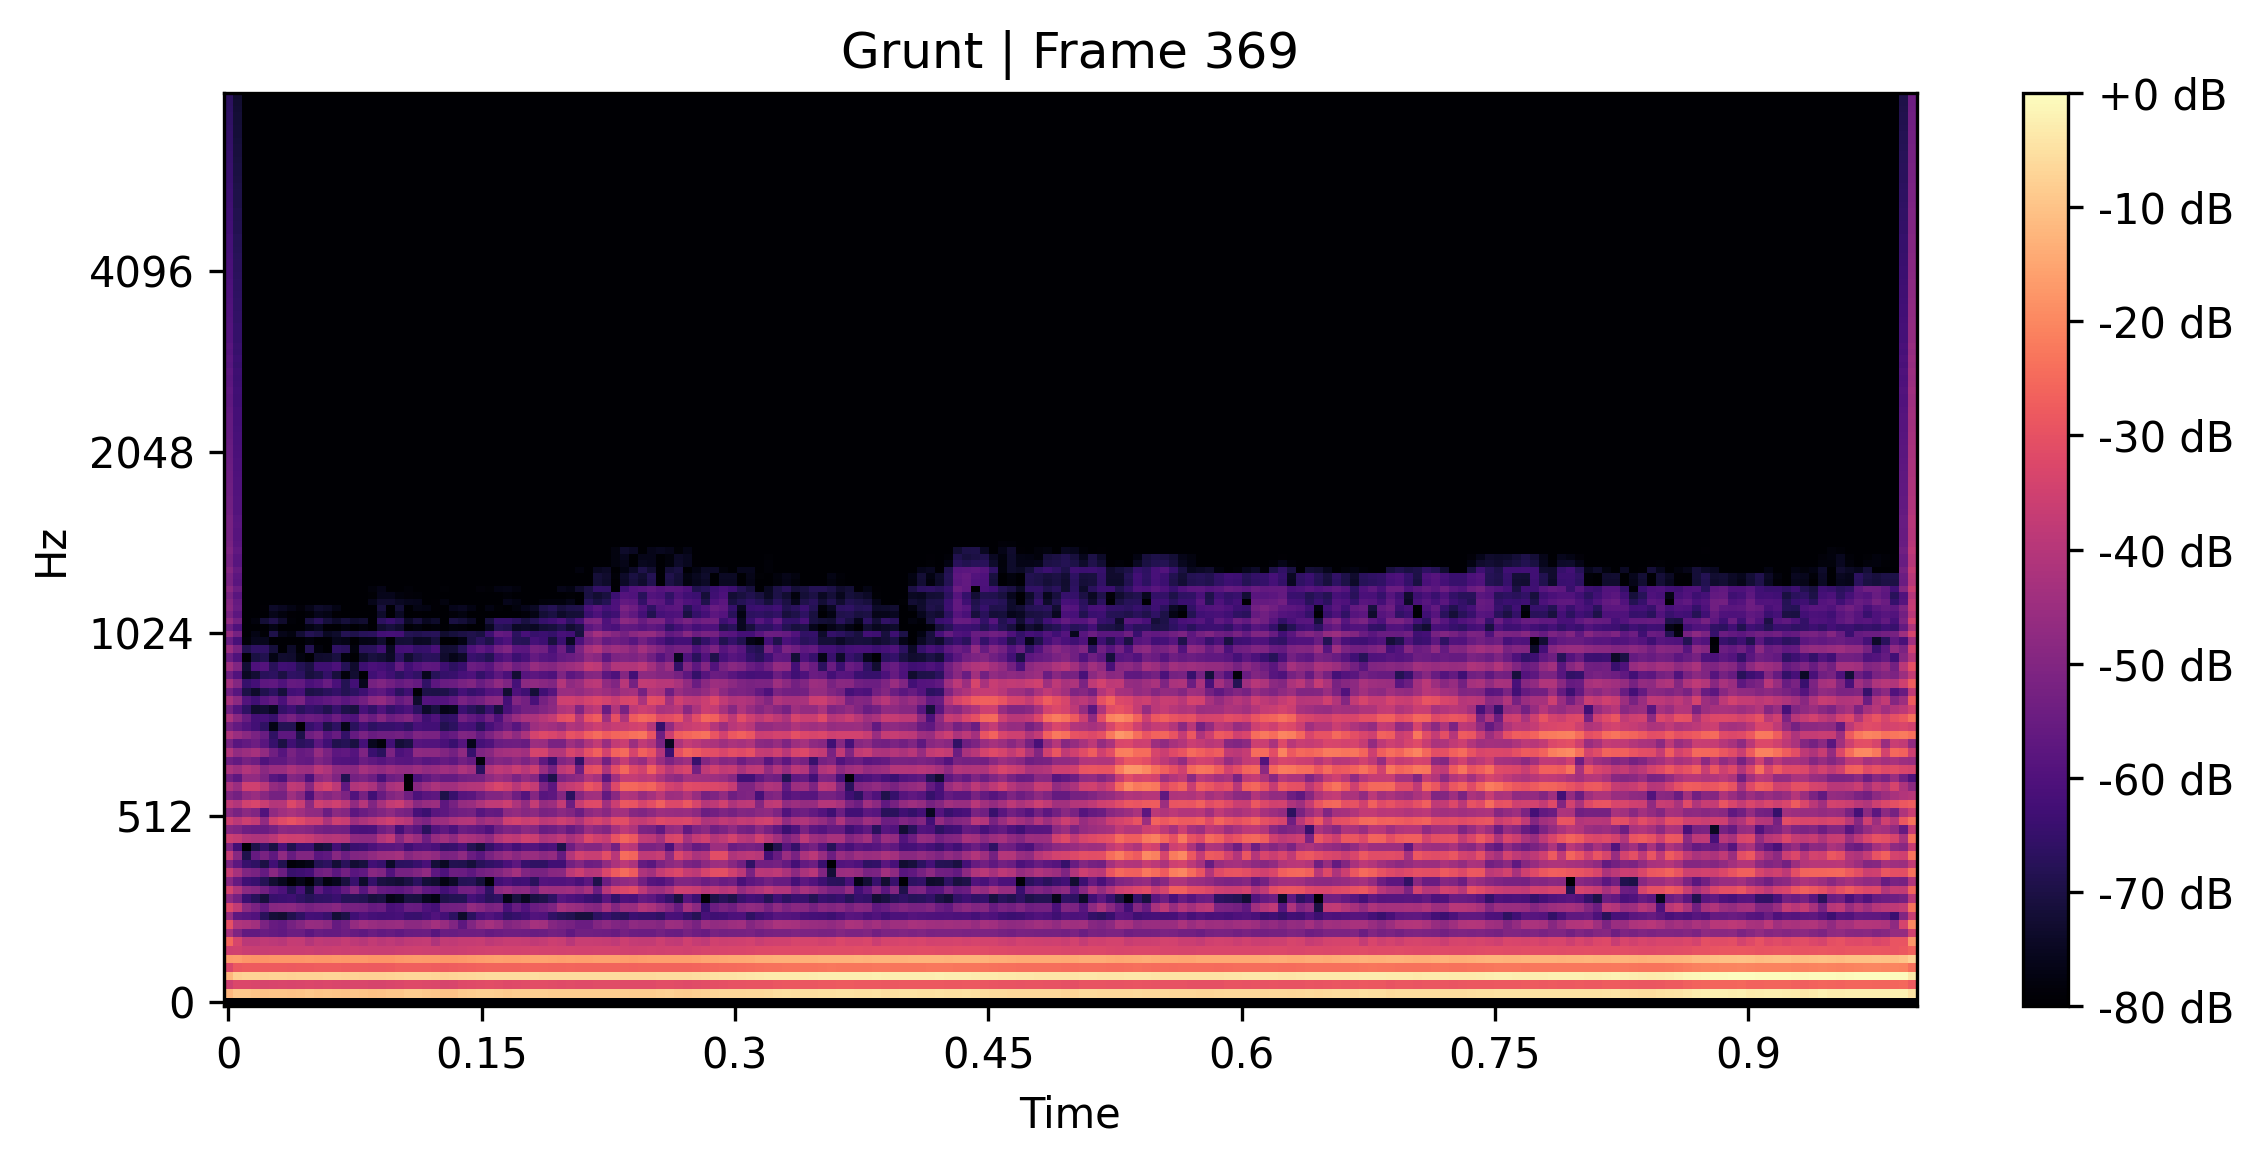 Grunt | Frame 369
+0 dB
-10 dB
-20 dB
-30 dB
-40 dB
-50 dB
-60 dB
-70 dB
-80 dB
4096
2048
1024
512
0
Hz
0 0.15 0.3 0.45 0.6 0.75 0.9
Time